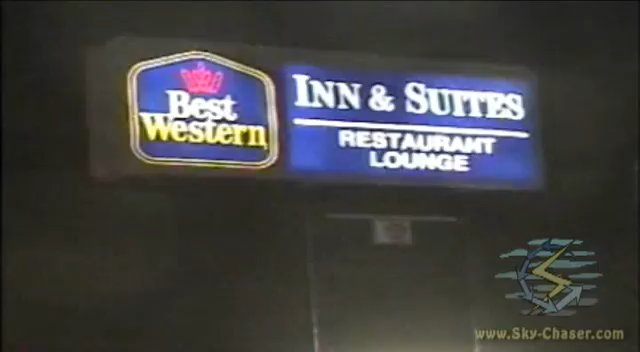 Best
Western
INN & SUITES
RESTAURANT
LOUNGE
www.Sky-Chaser.com